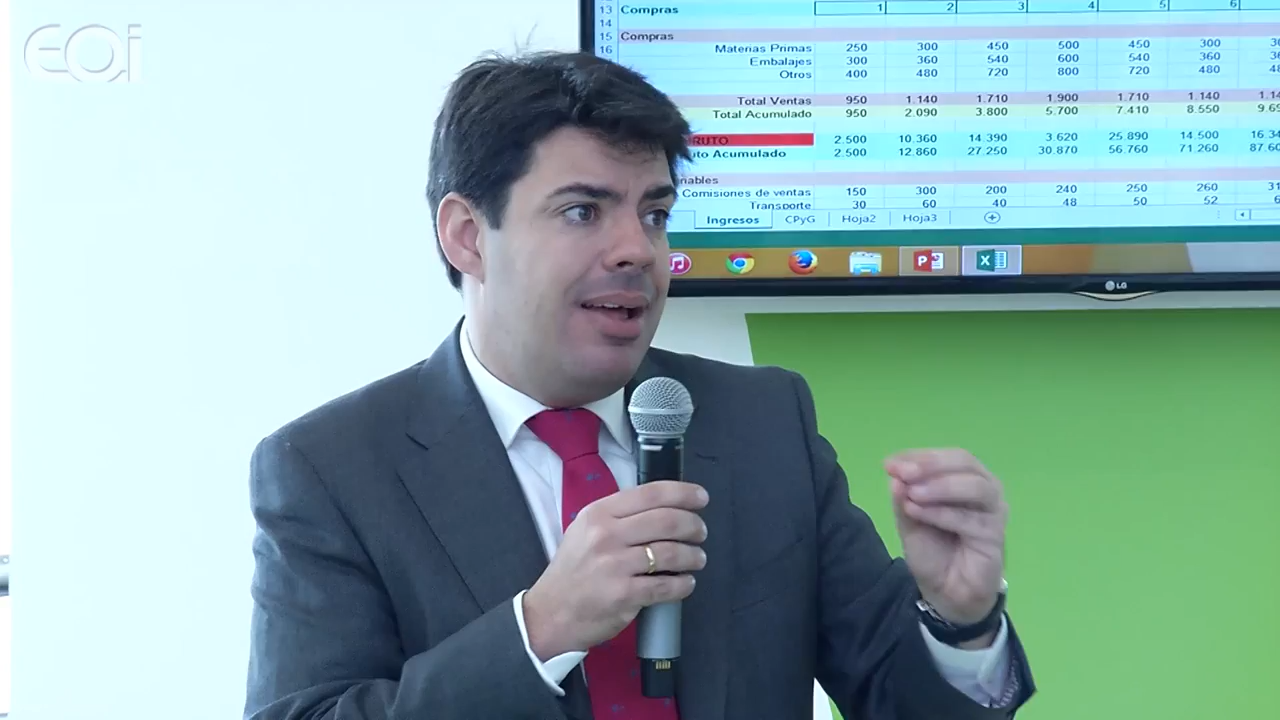 eoi
13 Compras 1 2 3 4 5 6
14
15 Compras
16 Materias Primas 250 300 450 500 450 300
Embalajes 300 360 540 600 540 360
Otros 400 480 720 800 720 480
Total Ventas 950 1.140 1.710 1.900 1.710 1.140
Total Acumulado 950 2.090 3.800 5.700 7.410 8.550
RUTO 2.500 10.360 14.390 3.620 25.890 14.500
uto Acumulado 2.500 12.860 27.250 30.870 56.760 71.260
riables
Comisiones de ventas 150 300 200 240 250 260
Transporte 30 60 40 48 50 52
Ingresos CPyG Hoja2 Hoja3
LG